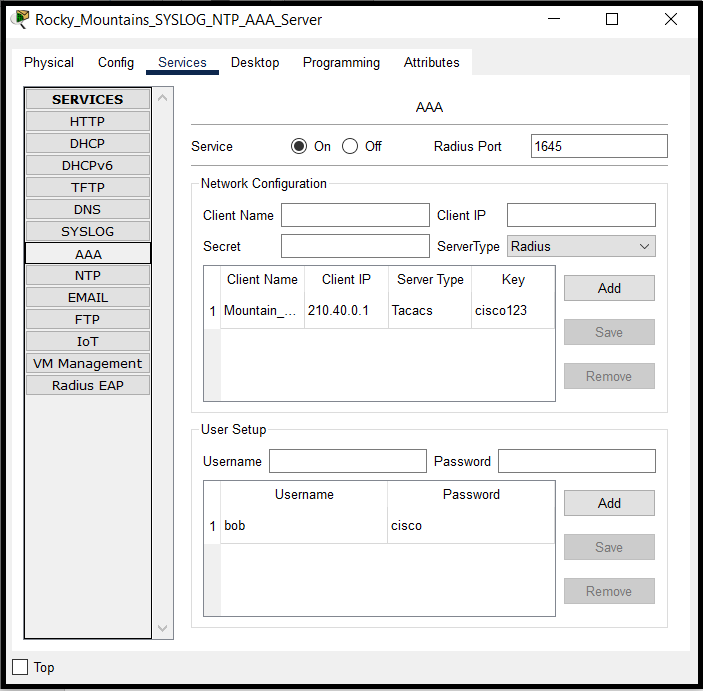 Rocky_Mountains_SYSLOG_NTP_AAA_Server
Physical Config Services Desktop Programming Attributes
SERVICES
HTTP
DHCP
DHCPv6
TFTP
DNS
SYSLOG
AAA
NTP
EMAIL
FTP
IoT
VM Management
Radius EAP
AAA
Service On Off Radius Port 1645
Network Configuration
Client Name Client IP
Secret ServerType Radius
Client Name Client IP Server Type Key
1 Mountain_... 210.40.0.1 Tacacs cisco123
Add
Save
Remove
User Setup
Username Password
Username Password
1 bob cisco
Add
Save
Remove
Top